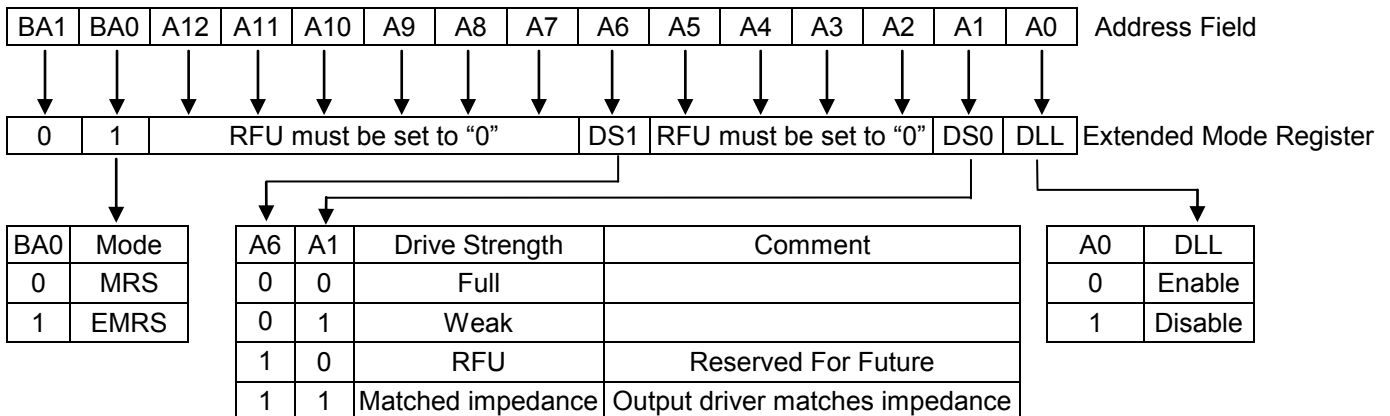 BA1 BA0 A12 A11 A10 A9 A8 A7 A6 A5 A4 A3 A2 A1 A0 Address Field
0 1 RFU must be set to “0” DS1 RFU must be set to “0” DS0 DLL Extended Mode Register
BA0 Mode A6 A1 Drive Strength Comment A0 DLL
0 MRS 0 0 Full 0 Enable
1 EMRS 0 1 Weak 1 Disable
1 0 RFU Reserved For Future
1 1 Matched impedance Output driver matches impedance